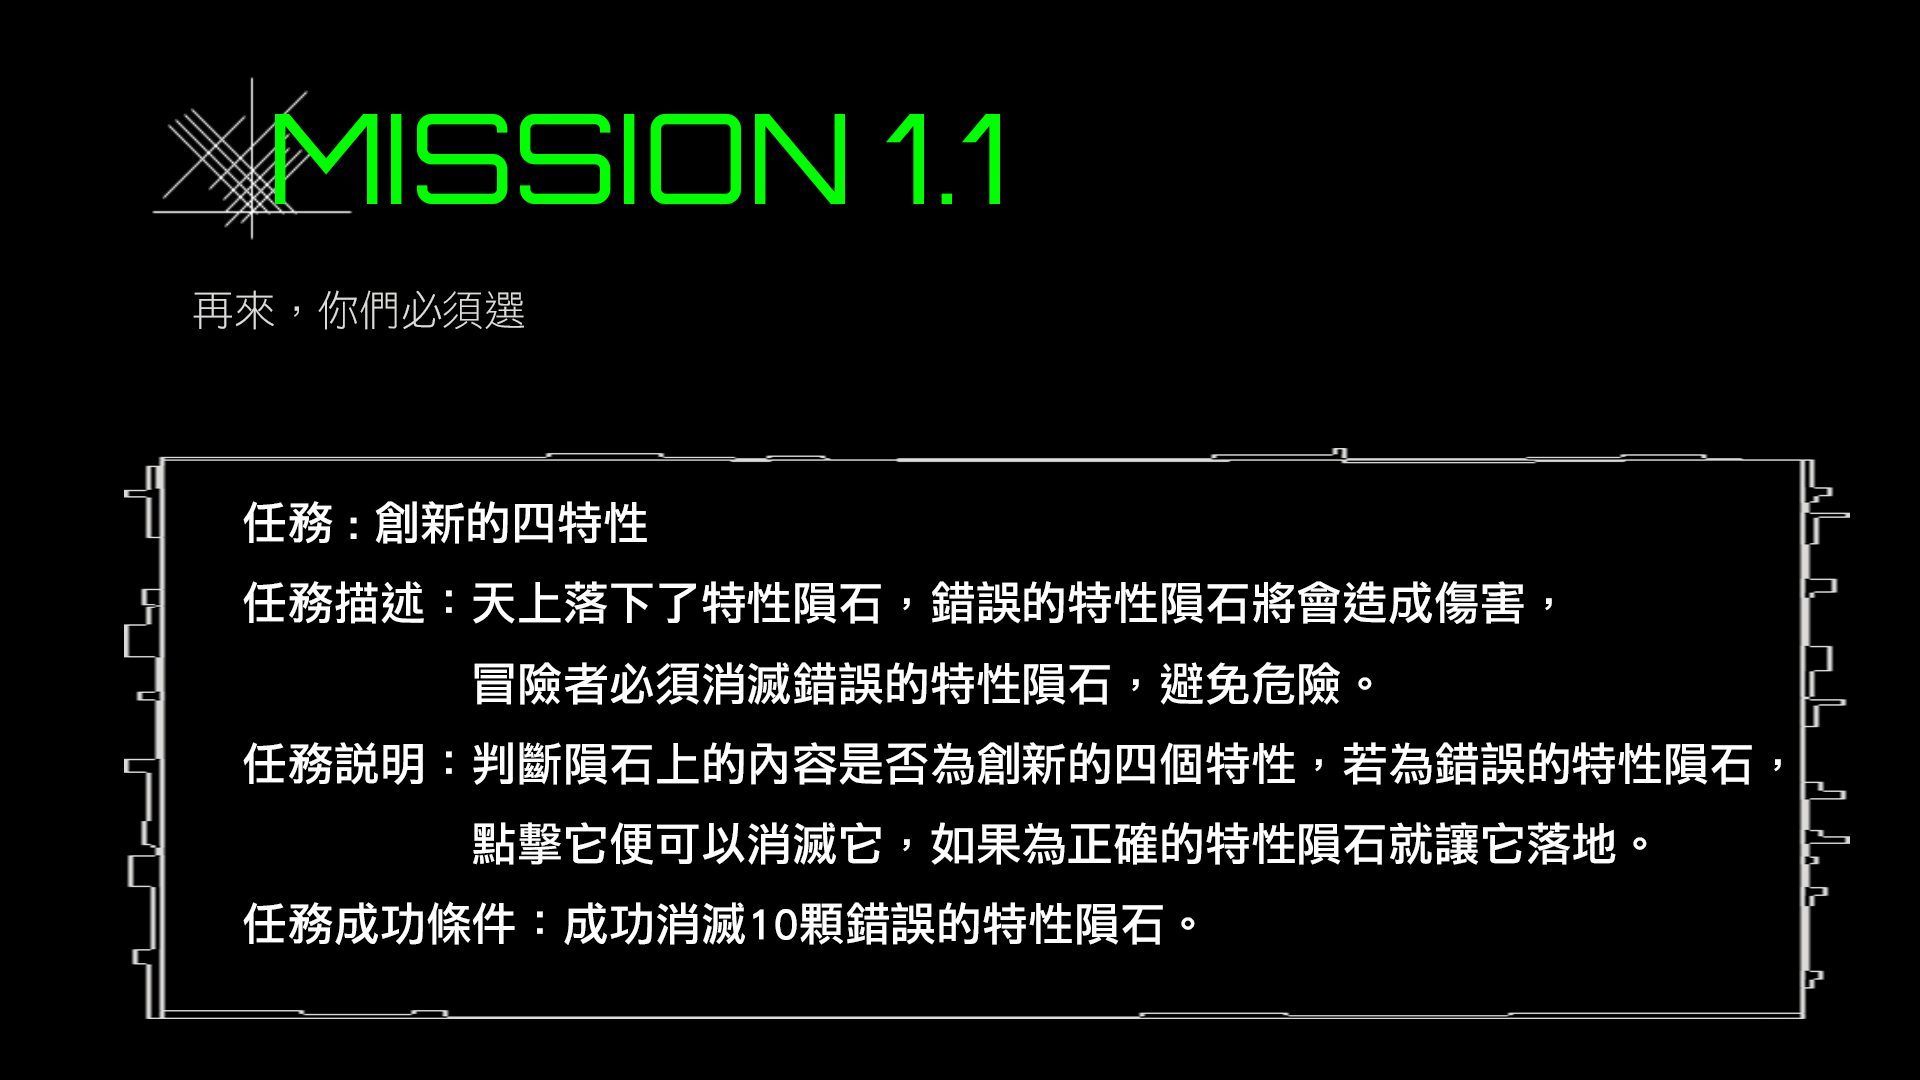 MISSION 1.1
再來，你們必須選
任務 : 創新的四特性
任務描述：天上落下了特性隕石，錯誤的特性隕石將會造成傷害，
冒險者必須消滅錯誤的特性隕石，避免危險。
任務說明：判斷隕石上的內容是否為創新的四個特性，若為錯誤的特性隕石，
點擊它便可以消滅它，如果為正確的特性隕石就讓它落地。
任務成功條件：成功消滅10顆錯誤的特性隕石。